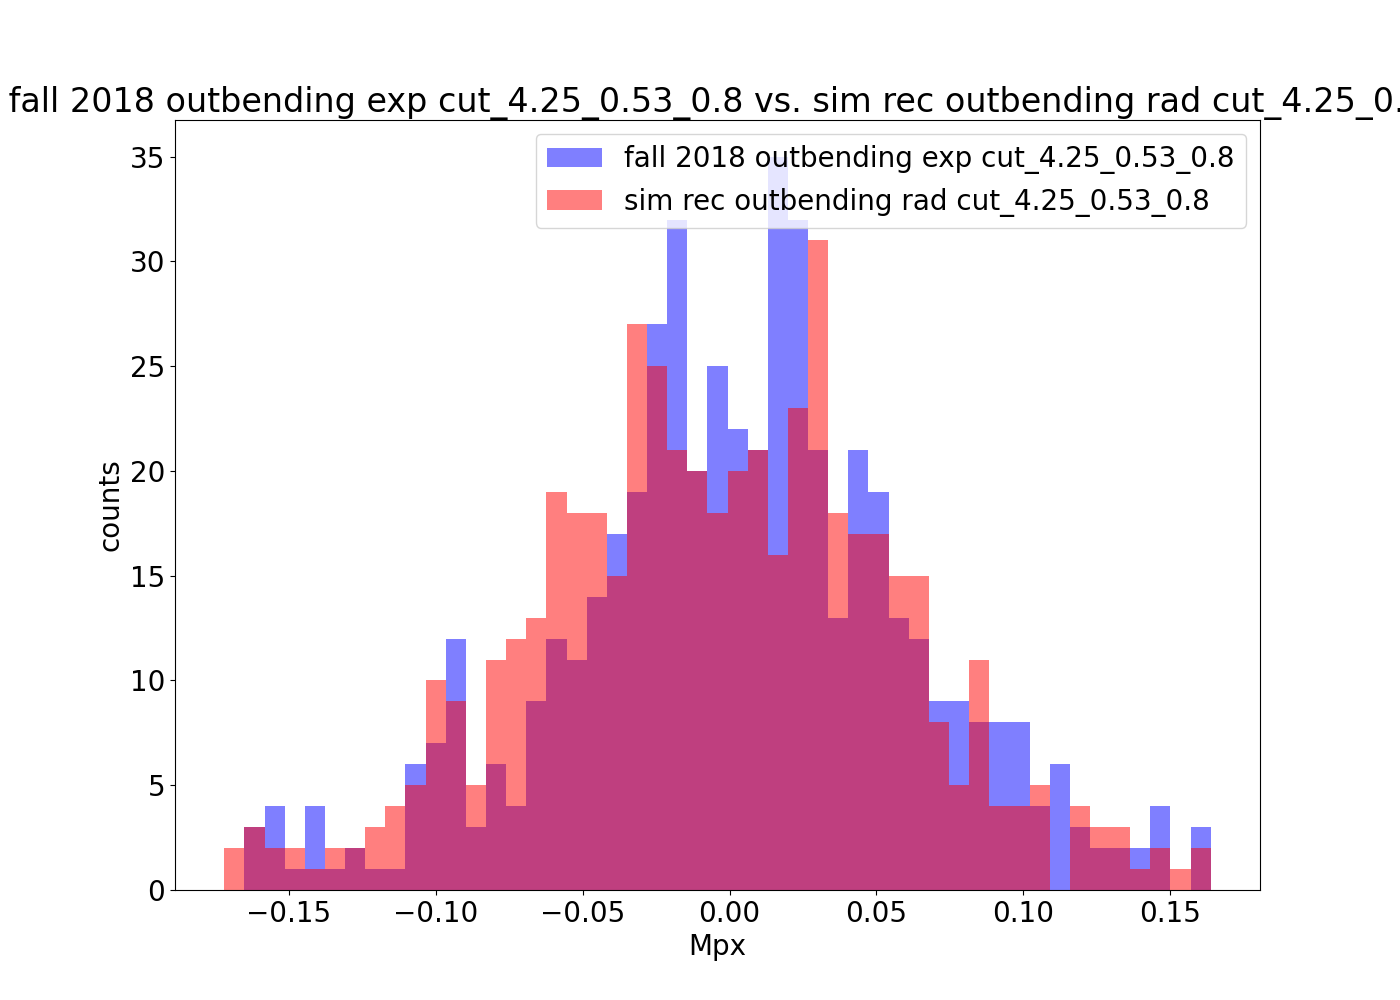 fall 2018 outbending exp cut_4.25_0.53_0.8 vs. sim rec outbending rad cut_4.25_0.
fall 2018 outbending exp cut_4.25_0.53_0.8
sim rec outbending rad cut_4.25_0.53_0.8
35
30
25
20
15
10
5
0
counts
−0.15 −0.10 −0.05 0.00 0.05 0.10 0.15
Mpx